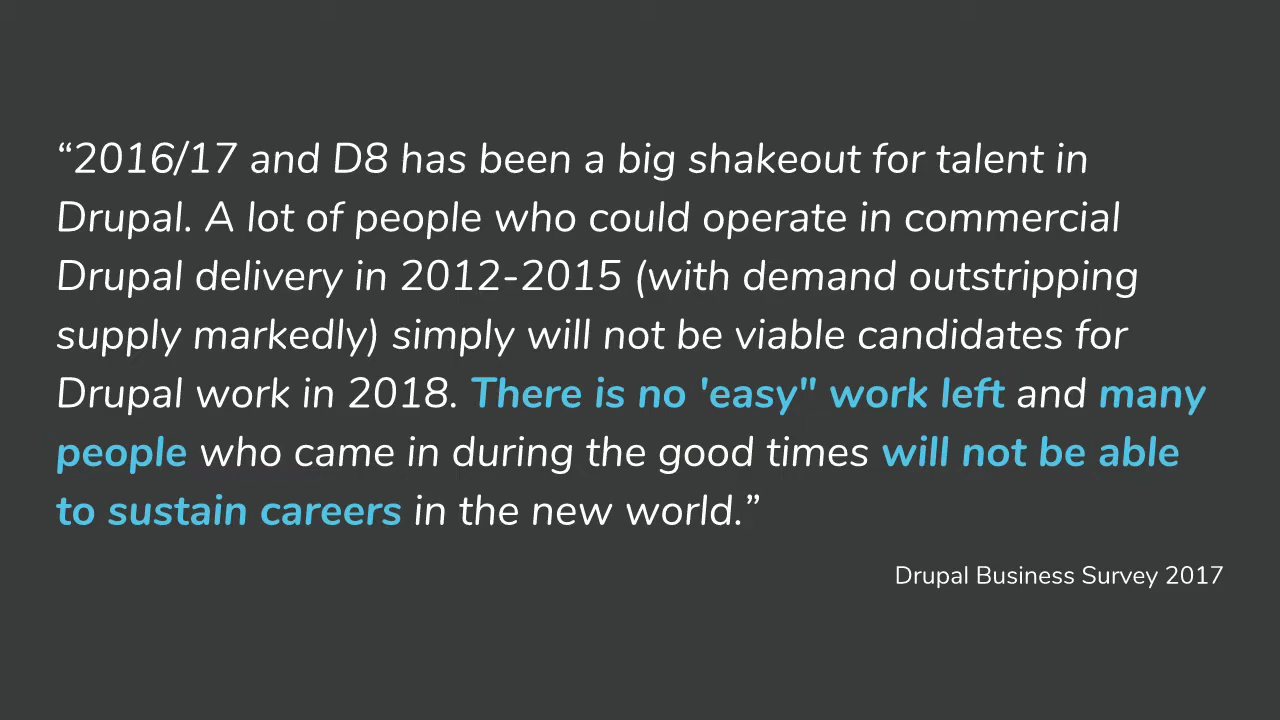 “2016/17 and D8 has been a big shakeout for talent in
Drupal. A lot of people who could operate in commercial
Drupal delivery in 2012-2015 (with demand outstripping
supply markedly) simply will not be viable candidates for
Drupal work in 2018. There is no 'easy" work left and many
people who came in during the good times will not be able
to sustain careers in the new world.”
Drupal Business Survey 2017